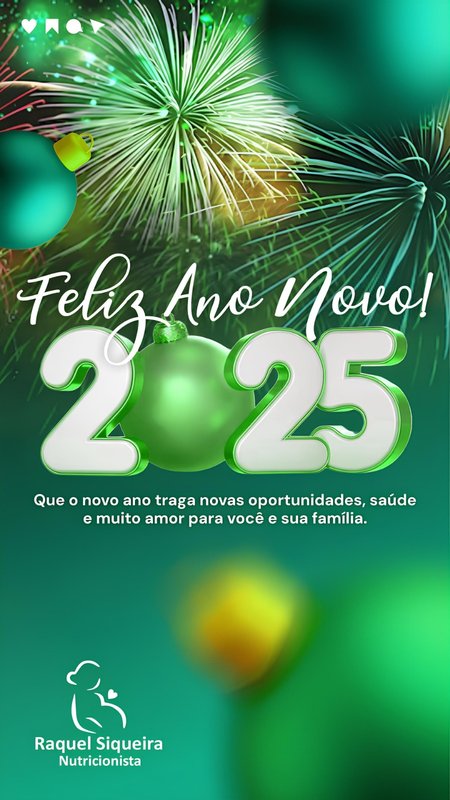 Feliz Ano Novo!
2025
Que o novo ano traga novas oportunidades, saúde
e muito amor para você e sua família.
Raquel Siqueira
Nutricionista